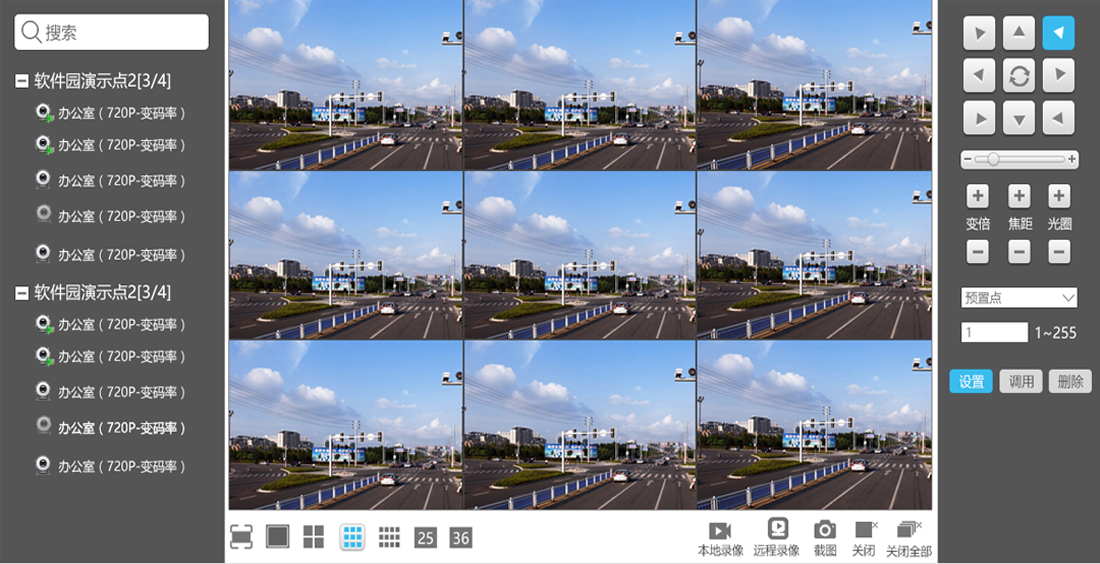 搜索
软件园演示点2[3/4]
办公室（720P-变码率）
办公室（720P-变码率）
办公室（720P-变码率）
办公室（720P-变码率）
办公室（720P-变码率）
软件园演示点2[3/4]
办公室（720P-变码率）
办公室（720P-变码率）
办公室（720P-变码率）
办公室（720P-变码率）
办公室（720P-变码率）
25
36
本地录像
远程录像
截图
关闭
关闭全部
变倍 焦距 光圈
预置点
1 1~255
设置 调用 删除